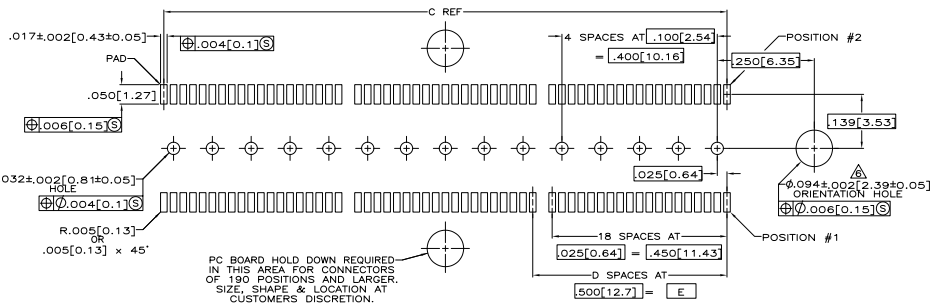 C REF
.017±.002[0.43±0.05]
⌖ .004[0.1]Ⓢ
4 SPACES AT .100[2.54]
= .400[10.16]
POSITION #2
.250[6.35]
PAD
.050[1.27]
⌖.006[0.15]Ⓢ
.139[3.53]
032±.002[0.81±0.05]
HOLE
⌖∅.004[0.1]Ⓢ
.025[0.64]
6
∅.094±.002[2.39±0.05]
ORIENTATION HOLE
⌖∅.006[0.15]Ⓢ
R.005[0.13]
OR
.005[0.13] × 45°
18 SPACES AT
.025[0.64] = .450[11.43]
POSITION #1
D SPACES AT
.500[12.7] = E
PC BOARD HOLD DOWN REQUIRED
IN THIS AREA FOR CONNECTORS
OF 190 POSITIONS AND LARGER.
SIZE, SHAPE & LOCATION AT
CUSTOMERS DISCRETION.